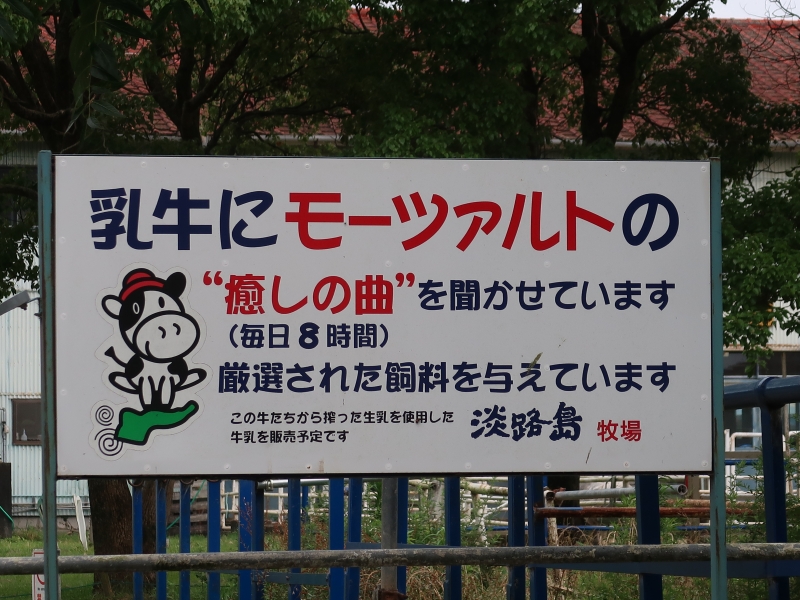 乳牛にモーツァルトの
“癒しの曲”を聞かせています
（毎日8時間）
厳選された飼料を与えています
この牛たちから搾った生乳を使用した
牛乳を販売予定です
淡路島 牧場